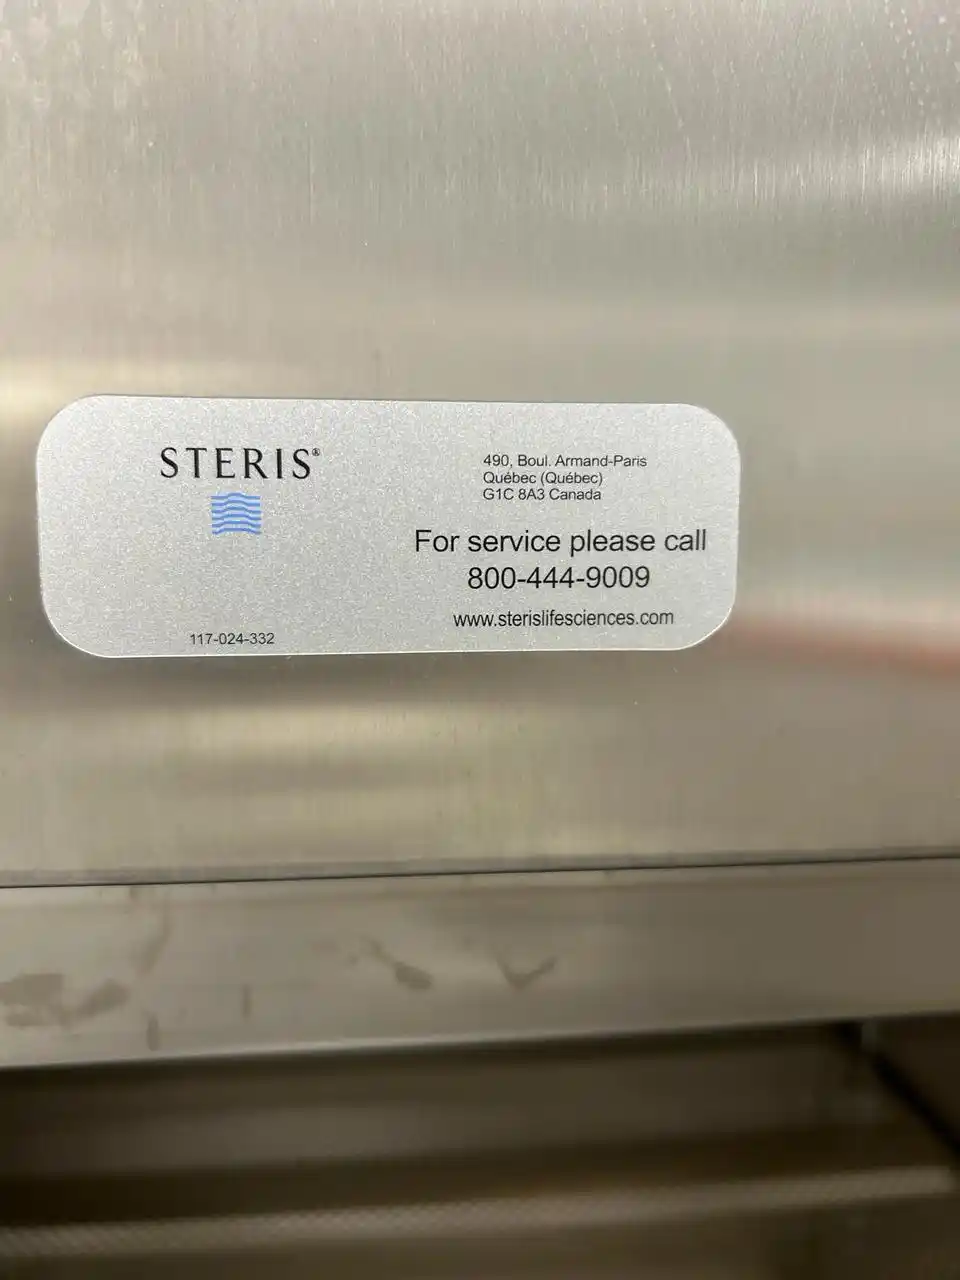 STERIS®
490, Boul. Armand-Paris
Québec (Québec)
G1C 8A3 Canada
For service please call
800-444-9009
www.sterislifesciences.com
117-024-332